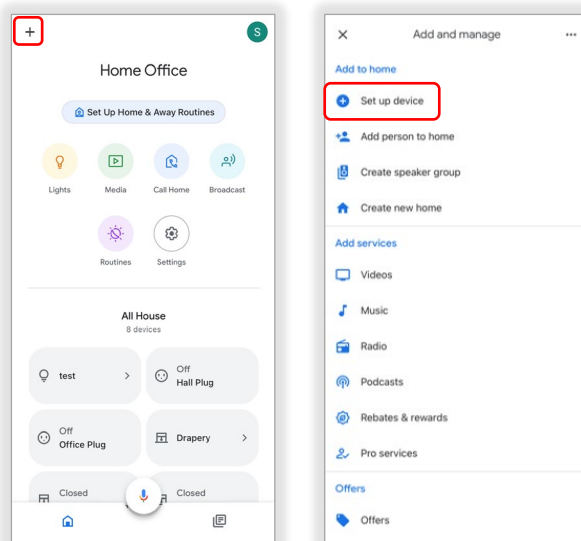 S
Home Office
Set Up Home & Away Routines
Lights
Media
Call Home
Broadcast
Routines
Settings
All House
8 devices
test
Off
Hall Plug
Off
Office Plug
Drapery
Closed
Closed
Add and manage
Add to home
Set up device
Add person to home
Create speaker group
Create new home
Add services
Videos
Music
Radio
Podcasts
Rebates & rewards
Pro services
Offers
Offers